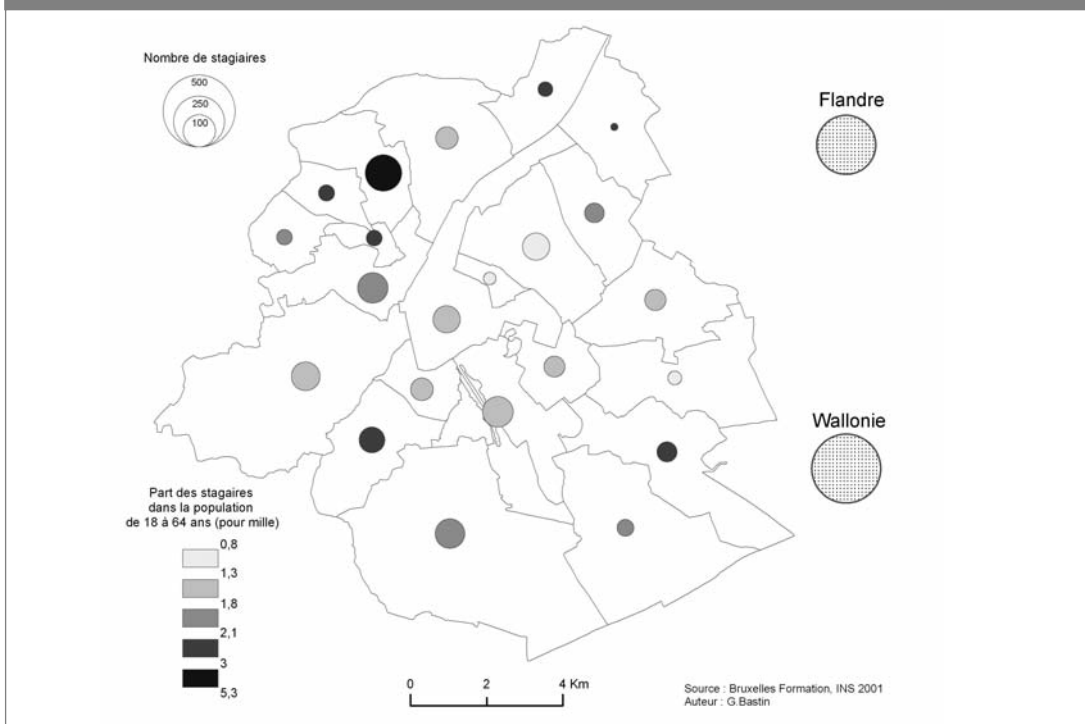 Nombre de stagiaires
500
250
100
Flandre
Wallonie
Part des stagaires
dans la population
de 18 à 64 ans (pour mille)
0,8
1,3
1,8
2,1
3
5,3
0 2 4 Km
Source : Bruxelles Formation, INS 2001
Auteur : G.Bastin